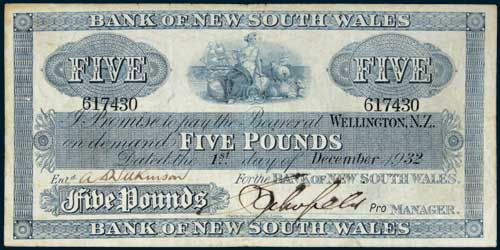 BANK OF NEW SOUTH WALES
FIVE FIVE
617430 617430
I Promise to pay the Bearer at WELLINGTON, N.Z.
on demand FIVE POUNDS
Dated the 1st day of December 1932
Entd For the BANK OF NEW SOUTH WALES.
Five Pounds Pro MANAGER.
BANK OF NEW SOUTH WALES